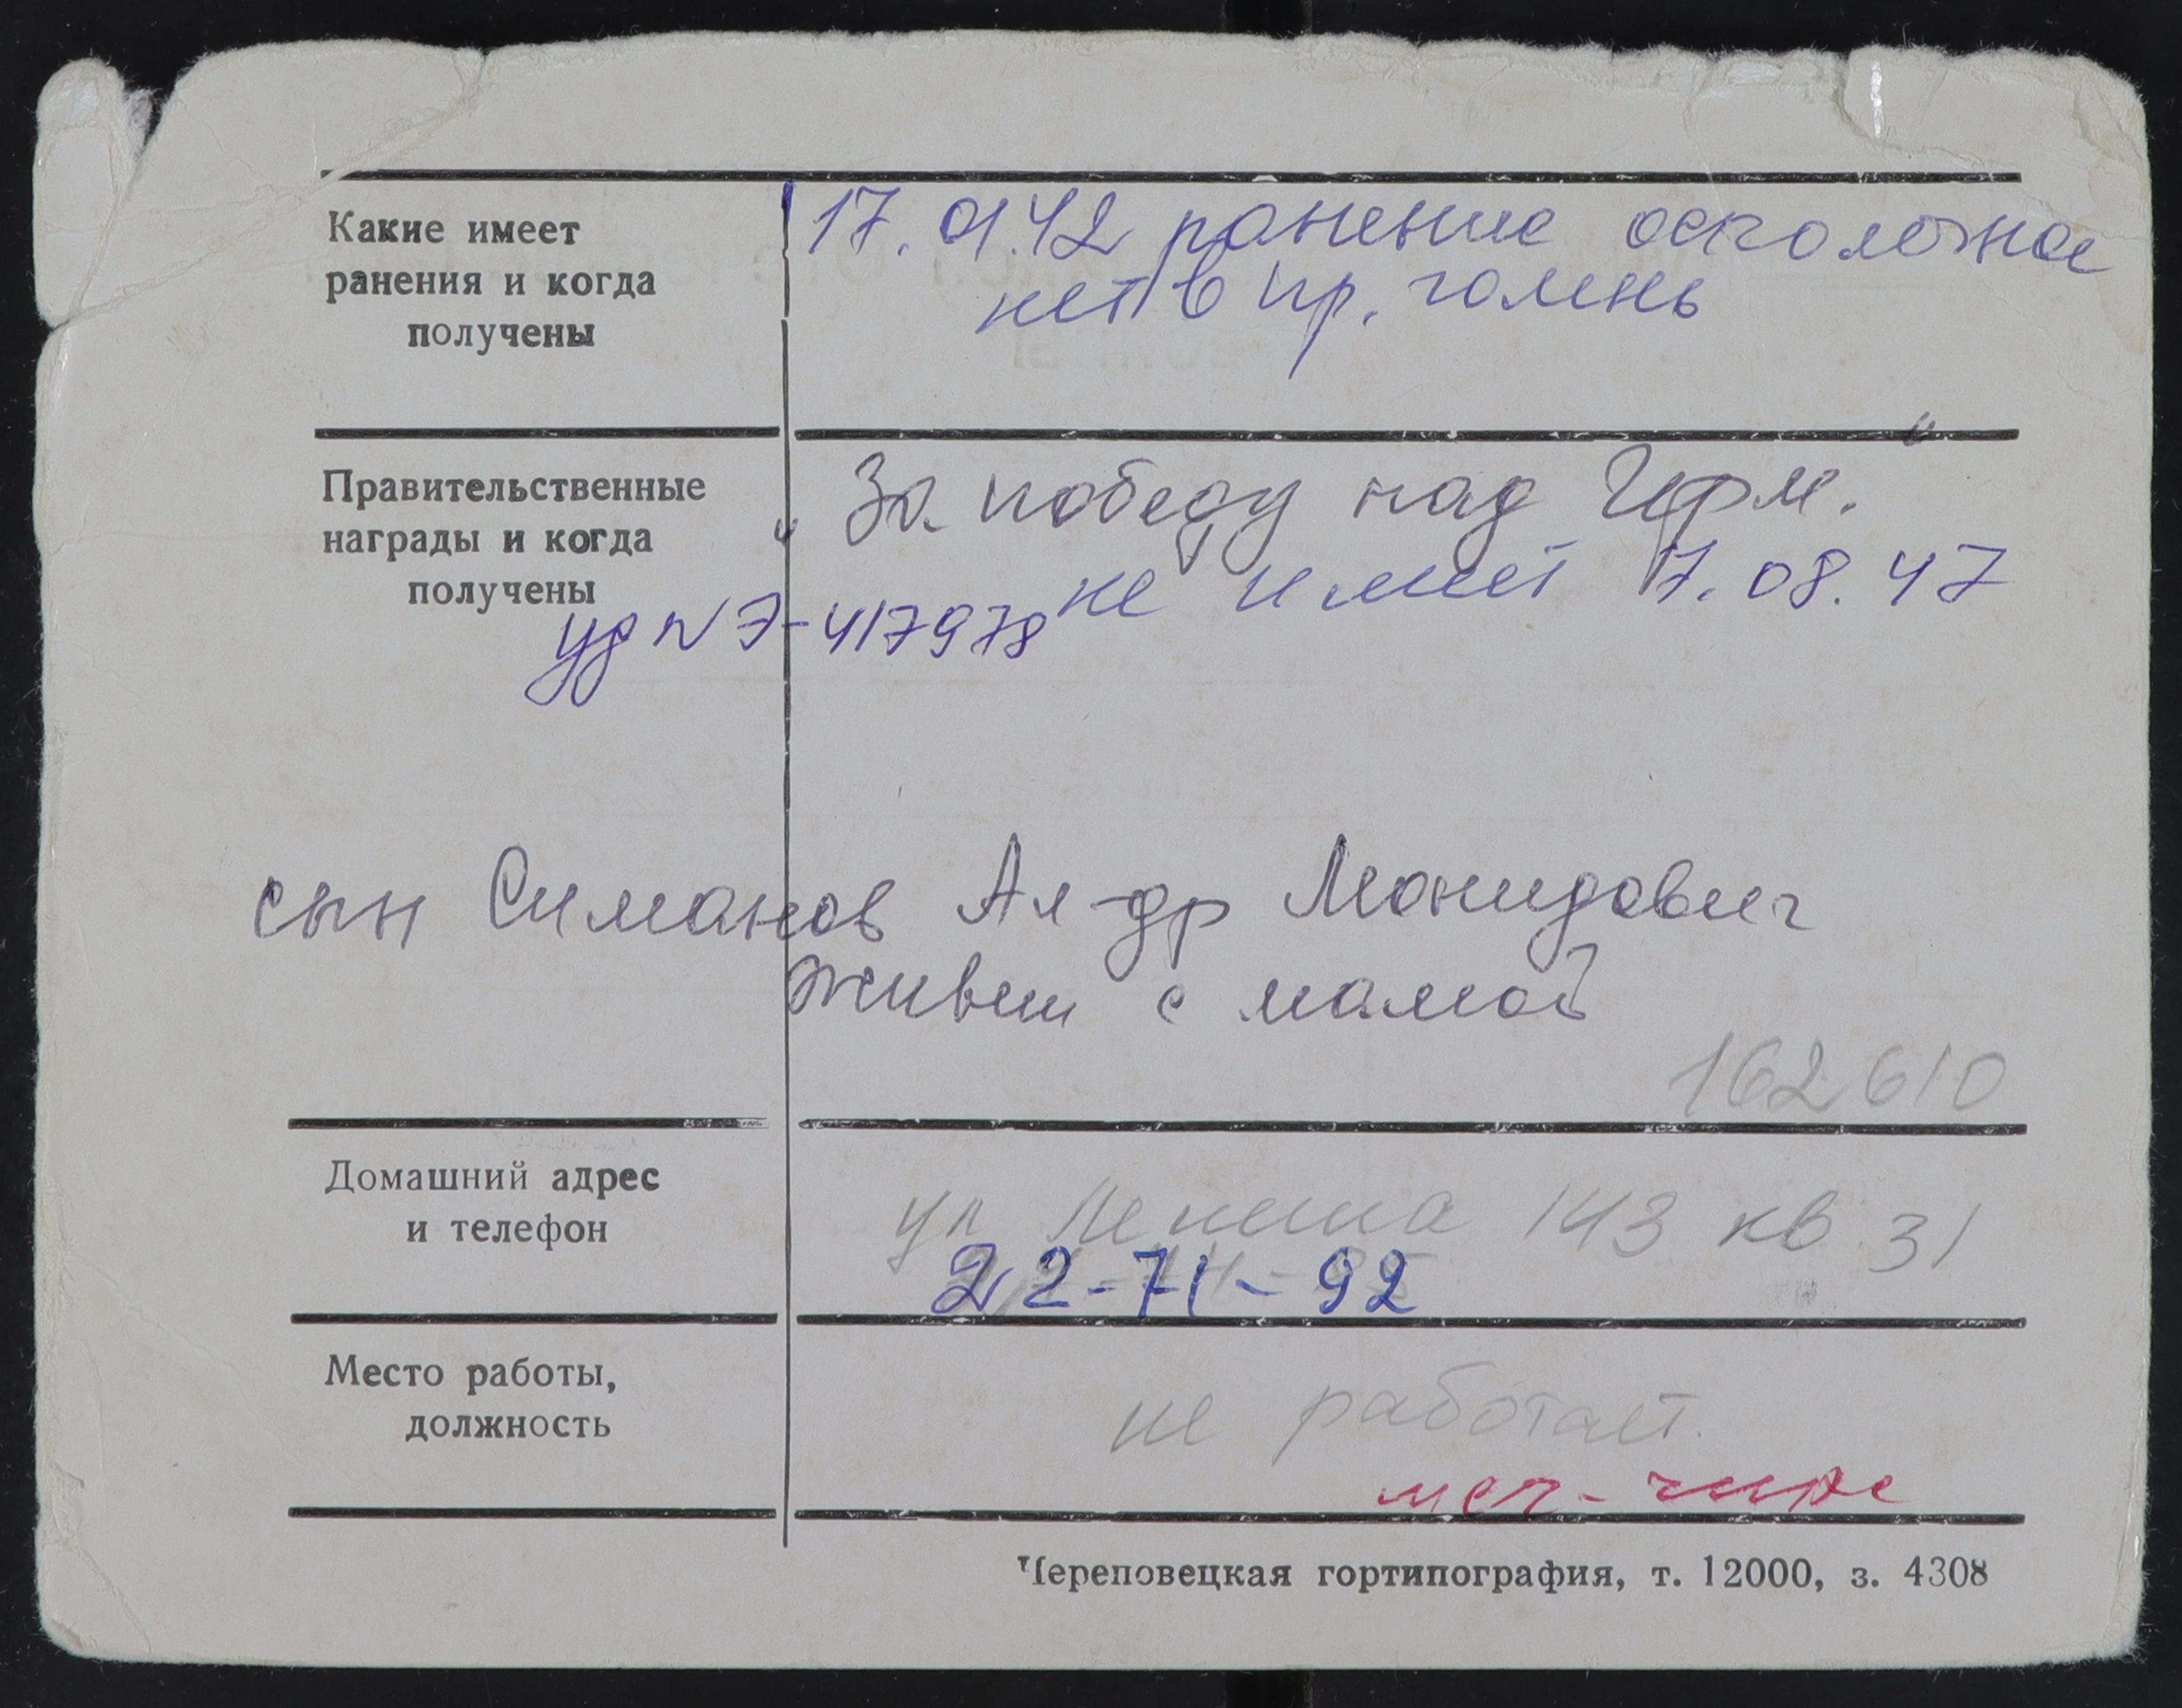 Какие имеет
ранения и когда
получены
17.01.42 ранение осколочное
нет в пр. голень
Правительственные
награды и когда
получены
„За победу над Герм."
не имеет 7.08.47
уд № Э-417978
сын Симанов Ал-др Леонидович
живет с мамой
162610
Домашний адрес
и телефон
ул Ленина 143 кв 31
22-71-92
Место работы,
должность
не работает.
Череповецкая гортипография, т. 12000, з. 4308